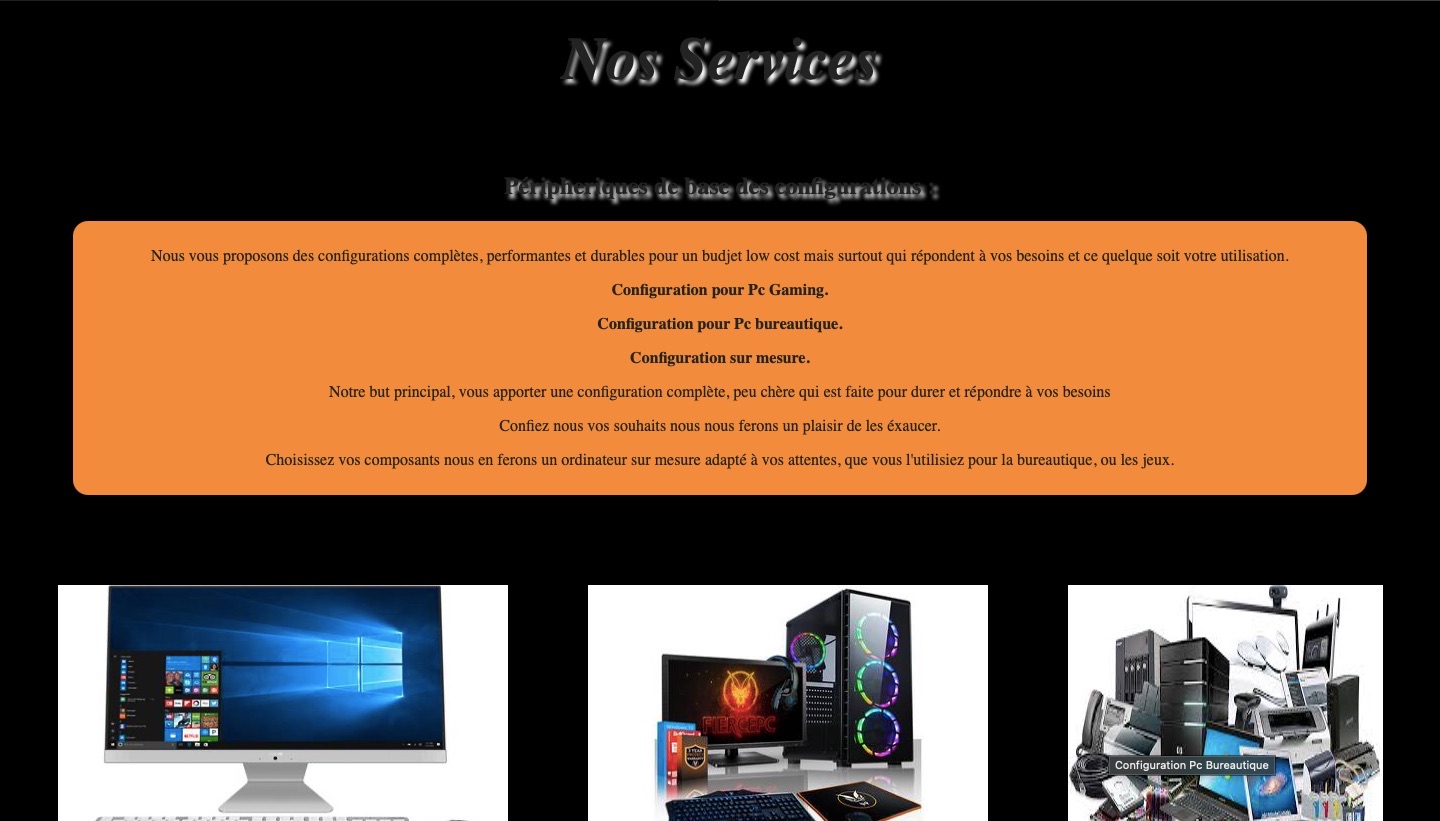 Nos Services
Péripheriques de base des configurations :
Nous vous proposons des configurations complètes, performantes et durables pour un budjet low cost mais surtout qui répondent à vos besoins et ce quelque soit votre utilisation.
Configuration pour Pc Gaming.
Configuration pour Pc bureautique.
Configuration sur mesure.
Notre but principal, vous apporter une configuration complète, peu chère qui est faite pour durer et répondre à vos besoins
Confiez nous vos souhaits nous nous ferons un plaisir de les éxaucer.
Choisissez vos composants nous en ferons un ordinateur sur mesure adapté à vos attentes, que vous l'utilisiez pour la bureautique, ou les jeux.
FIERCEPC
Configuration Pc Bureautique